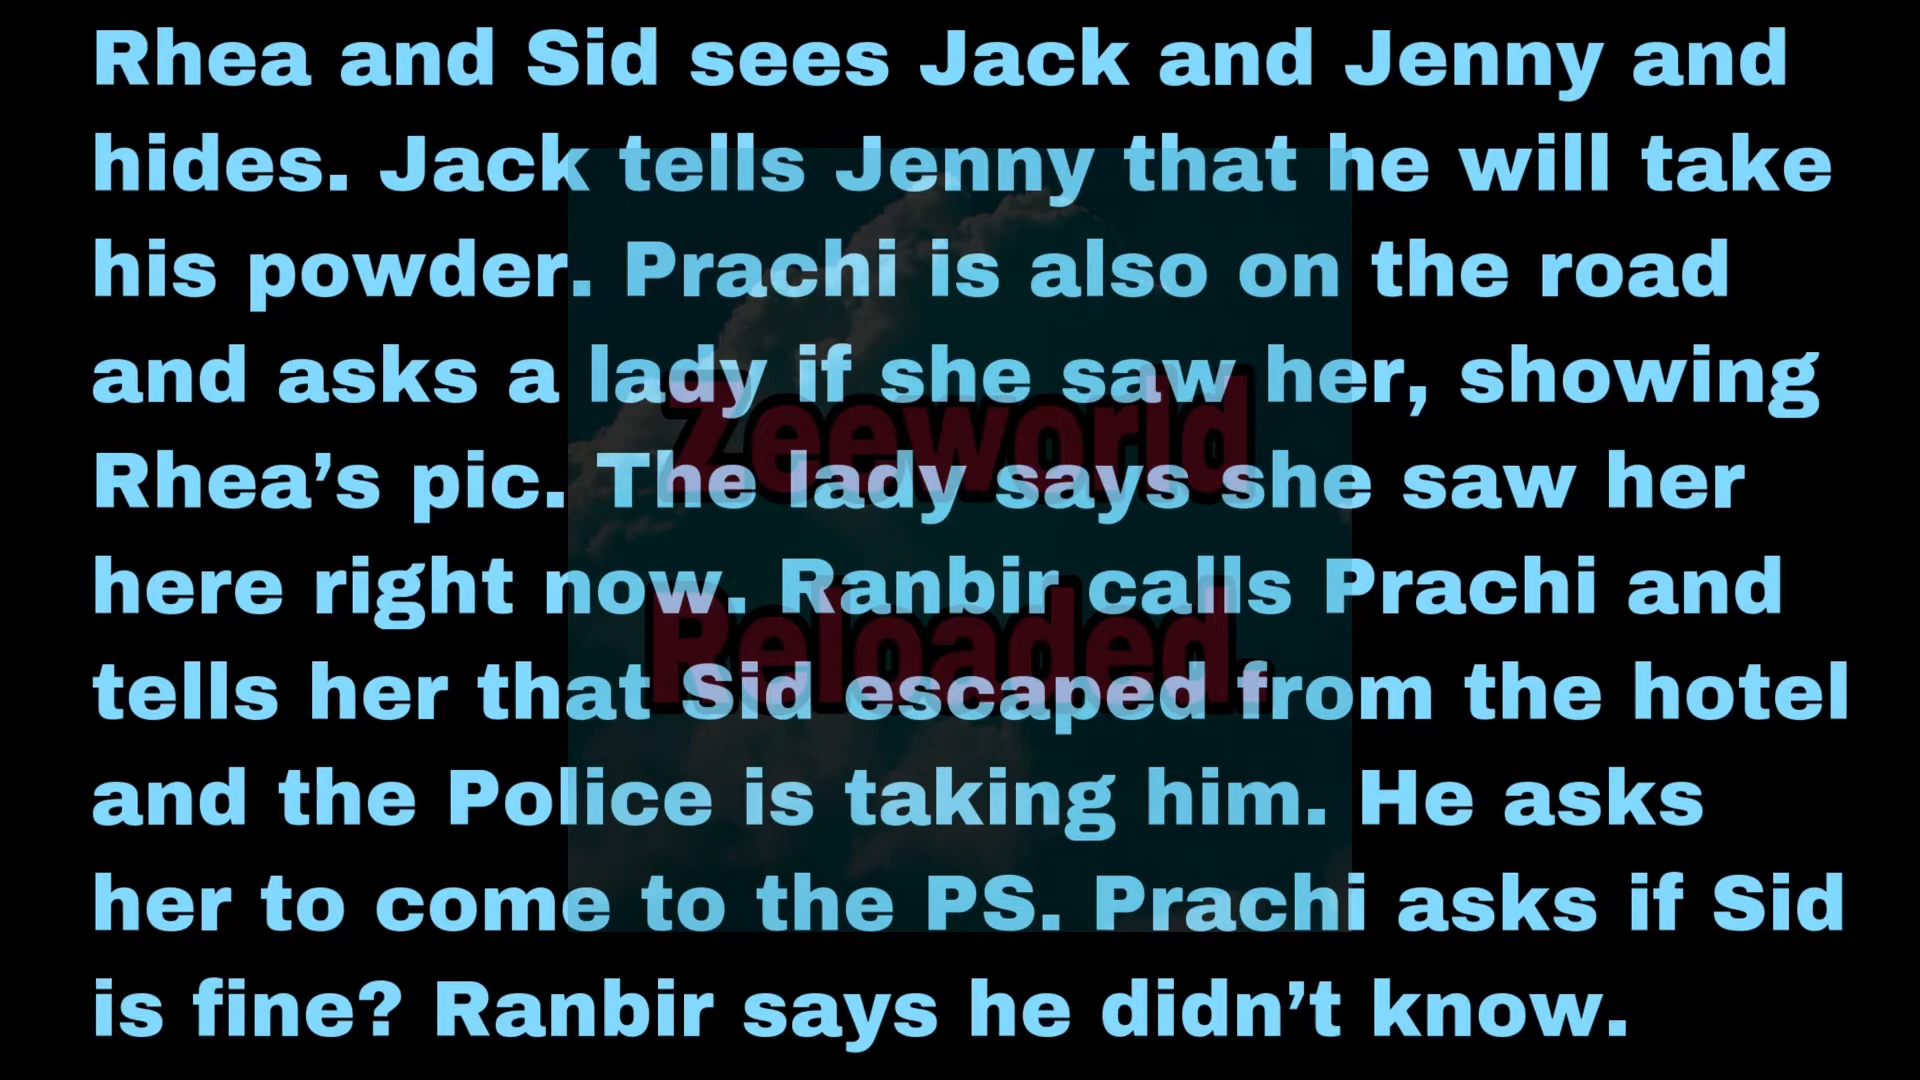 Rhea and Sid sees Jack and Jenny and
hides. Jack tells Jenny that he will take
his powder. Prachi is also on the road
and asks a lady if she saw her, showing
Rhea’s pic. The lady says she saw her
here right now. Ranbir calls Prachi and
tells her that Sid escaped from the hotel
and the Police is taking him. He asks
her to come to the PS. Prachi asks if Sid
is fine? Ranbir says he didn’t know.
Zeeworld
Reloaded.